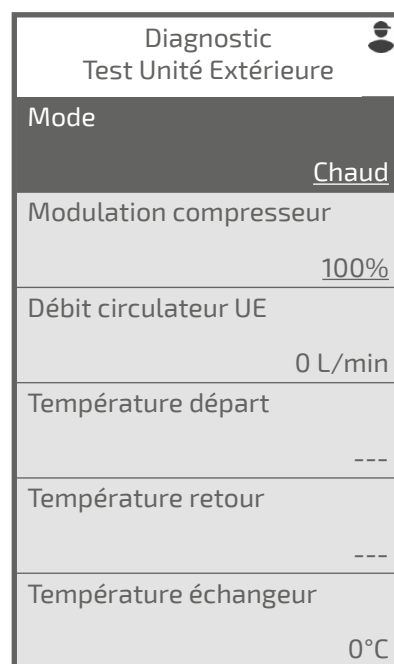 Diagnostic
Test Unité Extérieure
Mode
Chaud
Modulation compresseur
100%
Débit circulateur UE
0 L/min
Température départ
---
Température retour
---
Température échangeur
0°C